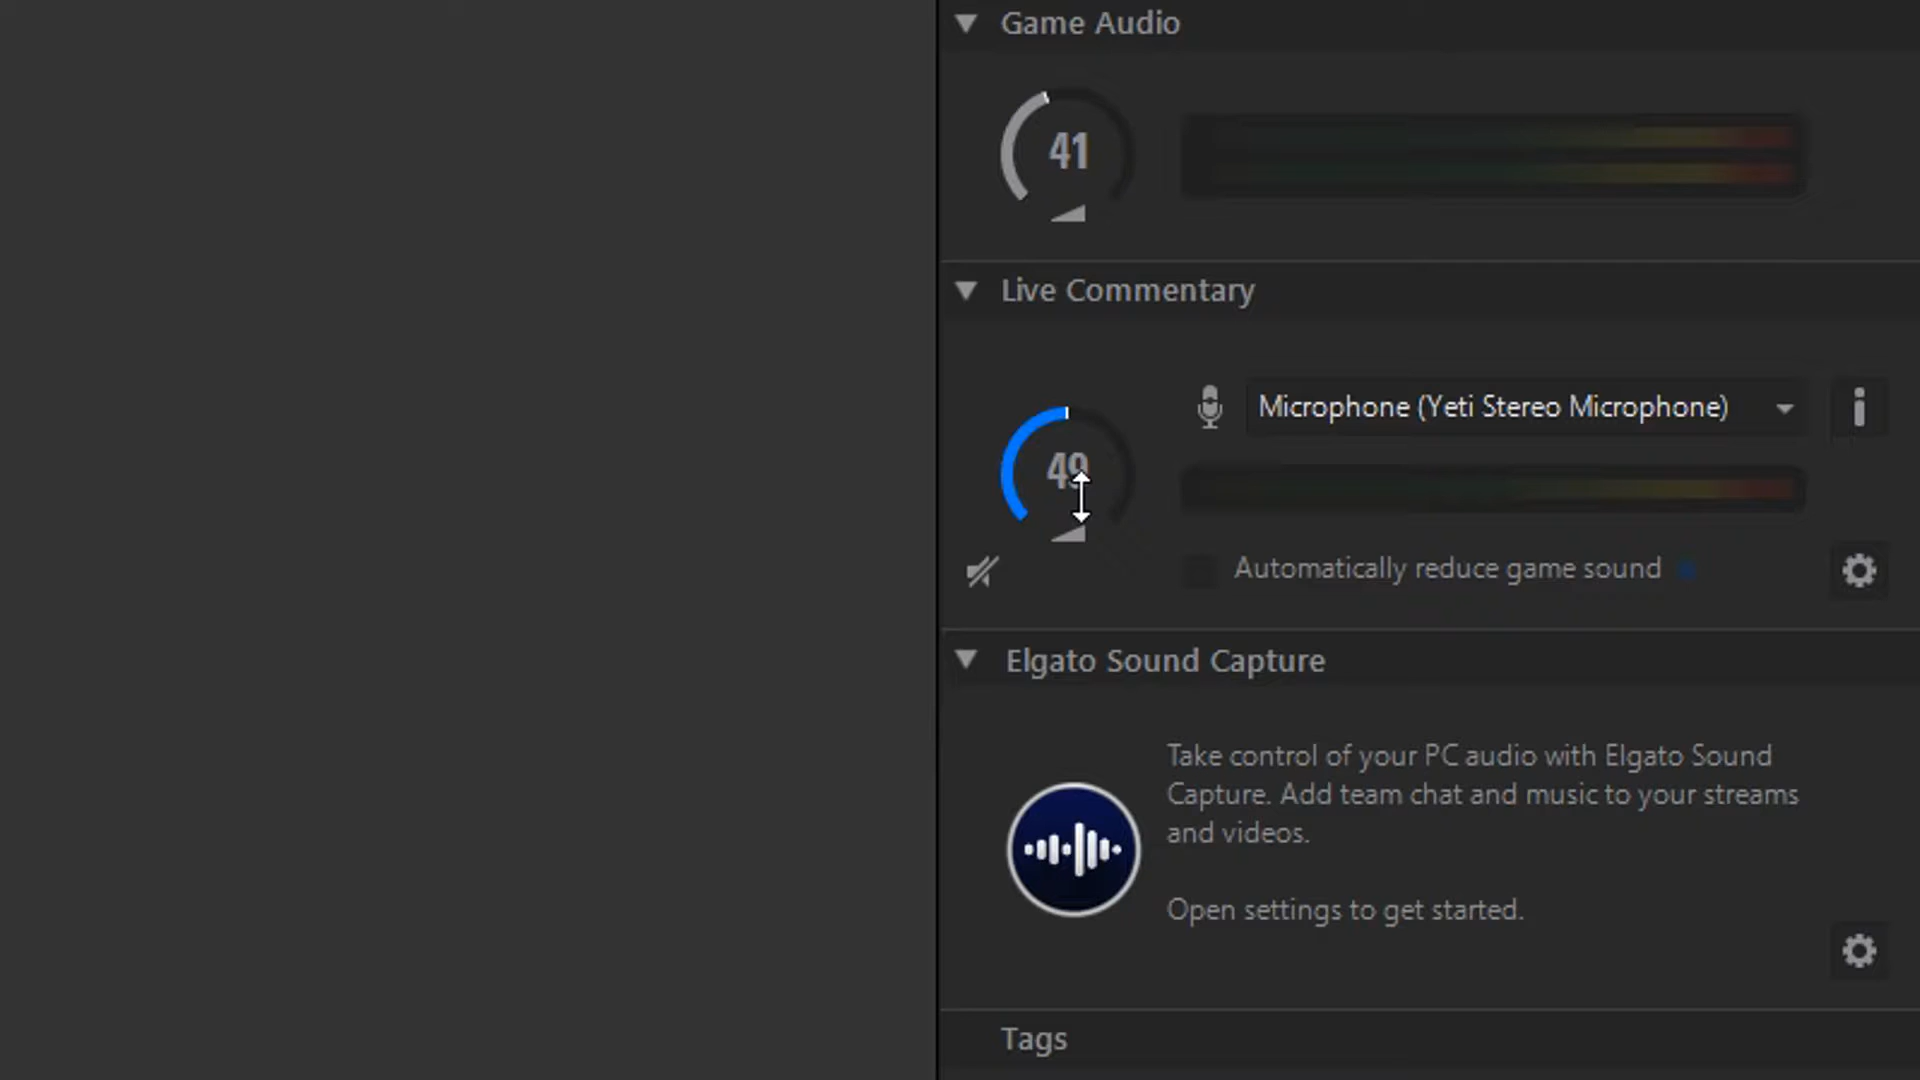 Game Audio
41
Live Commentary
Microphone (Yeti Stereo Microphone)
49
Automatically reduce game sound
Elgato Sound Capture
Take control of your PC audio with Elgato Sound
Capture. Add team chat and music to your streams
and videos.
Open settings to get started.
Tags